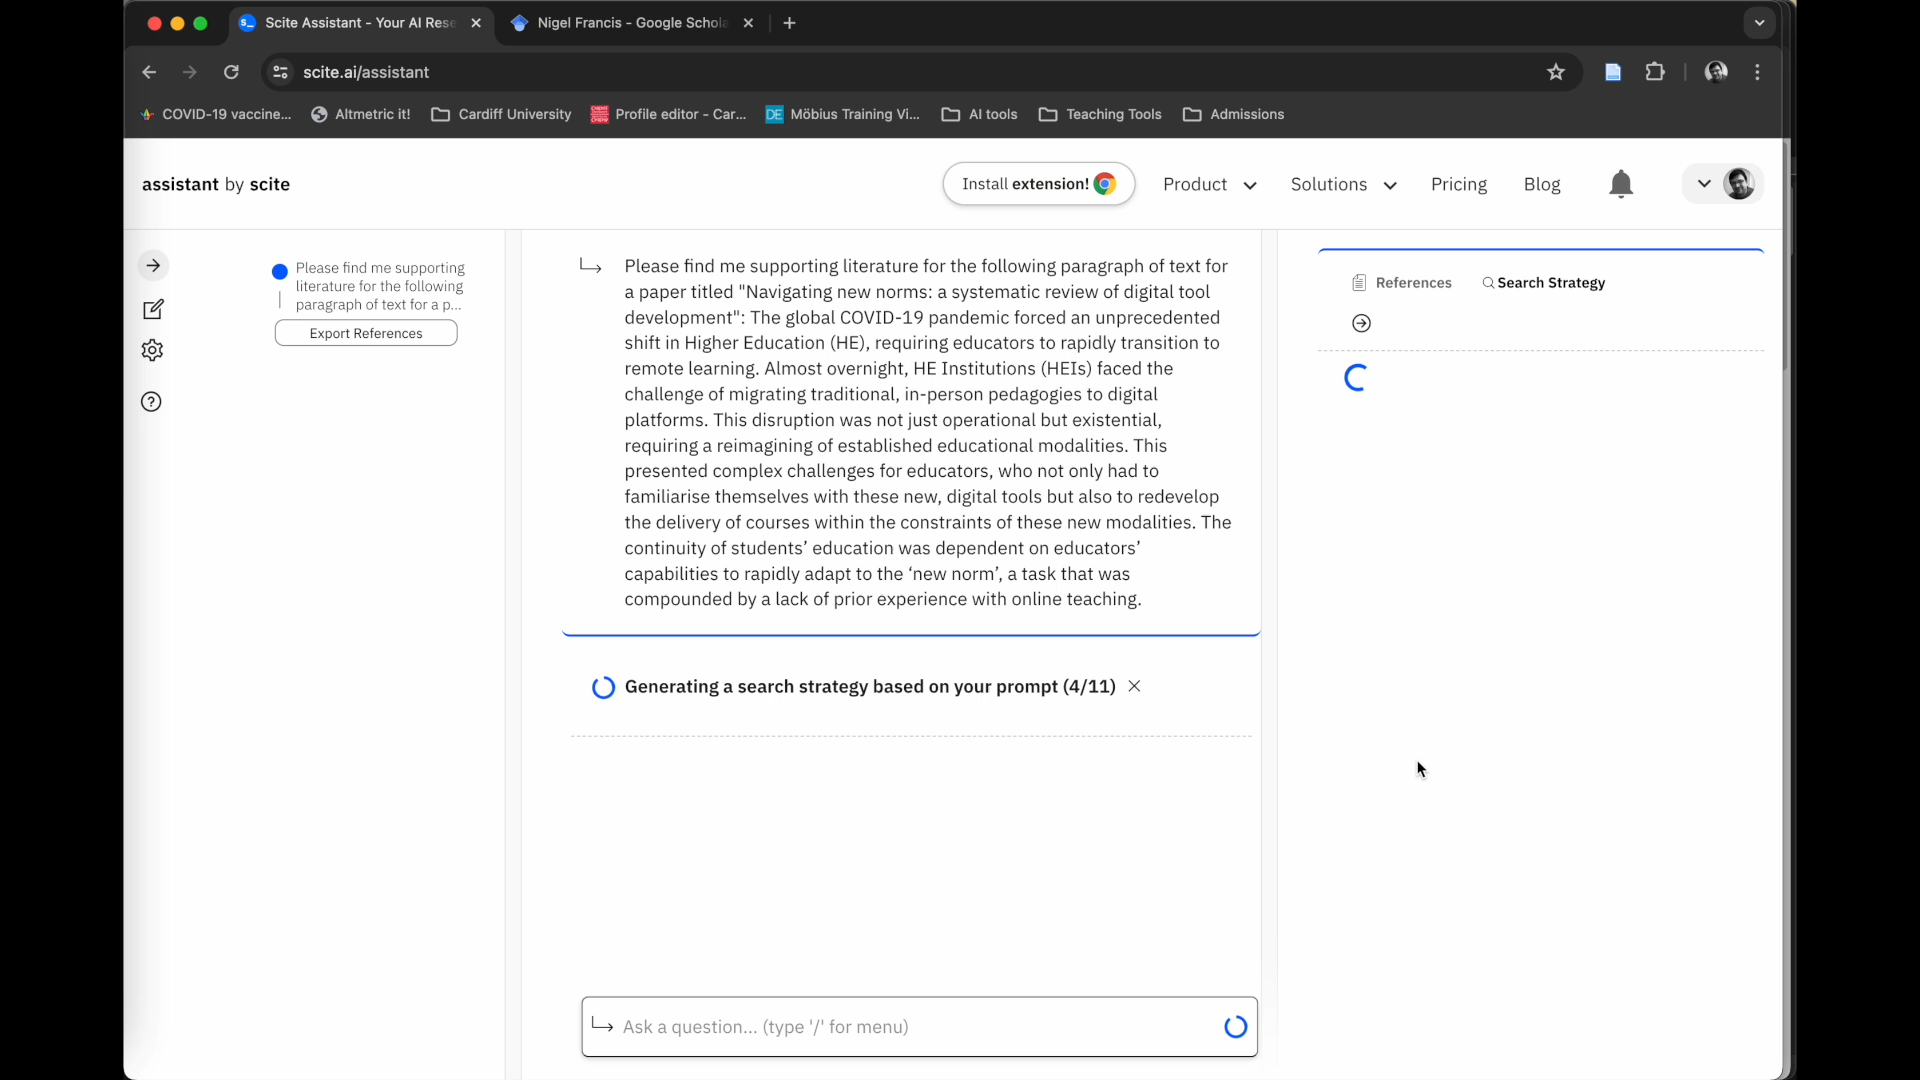 Scite Assistant - Your AI Rese
Nigel Francis - Google Schola
scite.ai/assistant
COVID-19 vaccine...
Altmetric it!
Cardiff University
Profile editor - Car...
DE Möbius Training Vi...
AI tools
Teaching Tools
Admissions
assistant by scite
Install extension!
Product
Solutions
Pricing
Blog
Please find me supporting
literature for the following
paragraph of text for a p...
Export References
Please find me supporting literature for the following paragraph of text for
a paper titled "Navigating new norms: a systematic review of digital tool
development": The global COVID-19 pandemic forced an unprecedented
shift in Higher Education (HE), requiring educators to rapidly transition to
remote learning. Almost overnight, HE Institutions (HEIs) faced the
challenge of migrating traditional, in-person pedagogies to digital
platforms. This disruption was not just operational but existential,
requiring a reimagining of established educational modalities. This
presented complex challenges for educators, who not only had to
familiarise themselves with these new, digital tools but also to redevelop
the delivery of courses within the constraints of these new modalities. The
continuity of students’ education was dependent on educators’
capabilities to rapidly adapt to the ‘new norm’, a task that was
compounded by a lack of prior experience with online teaching.
Generating a search strategy based on your prompt (4/11)
Ask a question... (type '/' for menu)
References
Search Strategy